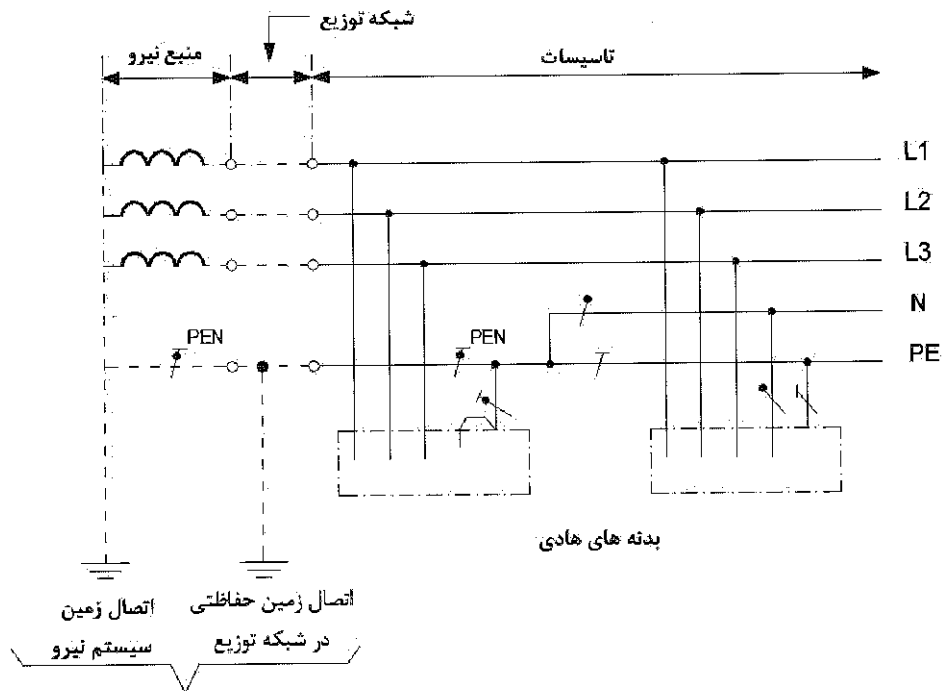 شبکه توزیع
منبع نیرو
تاسیسات
L1
L2
L3
N
PEN
PEN
PE
بدنه های هادی
اتصال زمین حفاظتی
در شبکه توزیع
اتصال زمین
سیستم نیرو